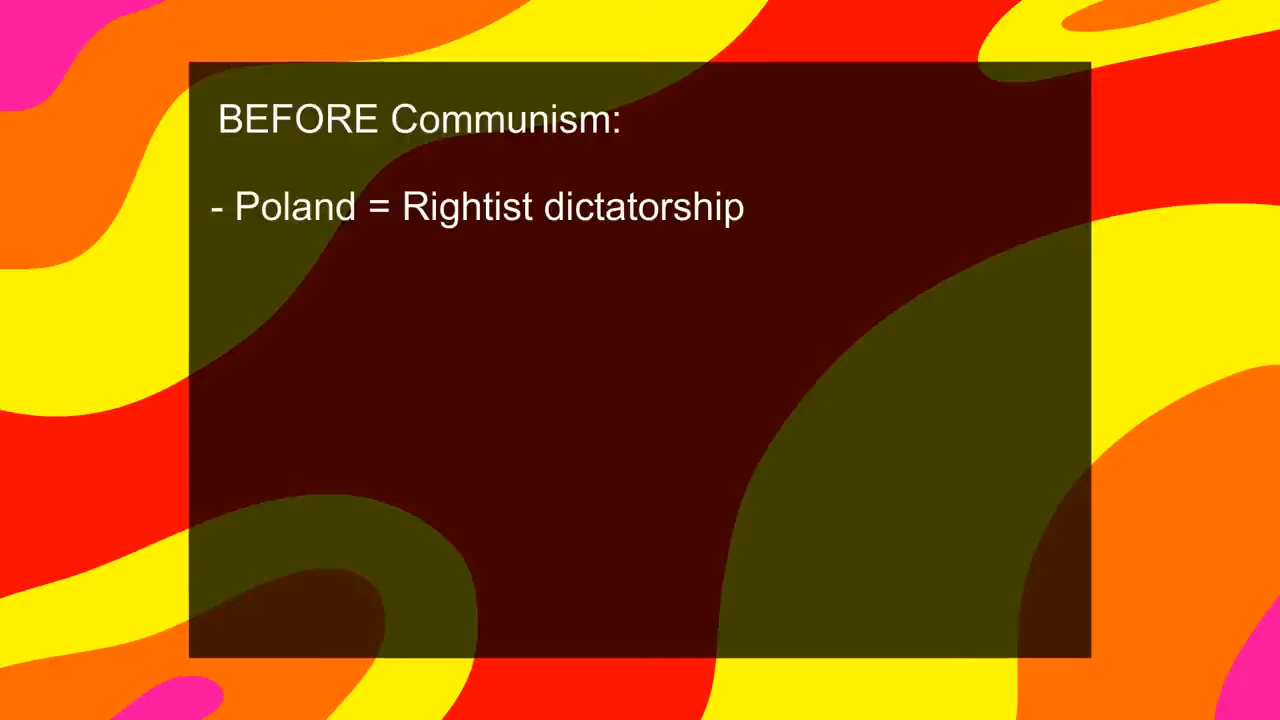 BEFORE Communism:
- Poland = Rightist dictatorship